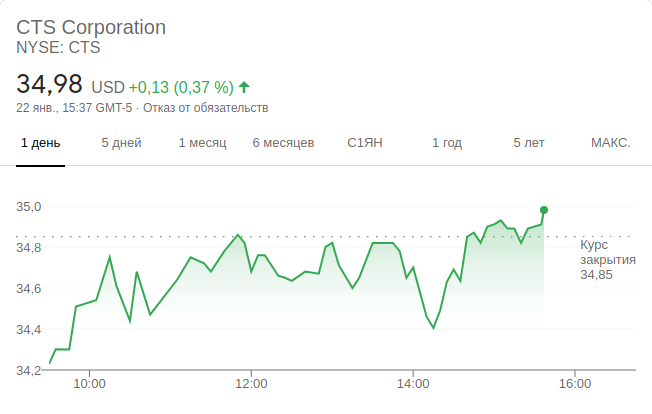 CTS Corporation
NYSE: CTS
34,98 USD +0,13 (0,37 %)
22 янв., 15:37 GMT-5 · Отказ от обязательств
1 день 5 дней 1 месяц 6 месяцев С1ЯН 1 год 5 лет МАКС.
35,0
34,8
34,6
34,4
34,2
Курс
закрытия
34,85
10:00 12:00 14:00 16:00